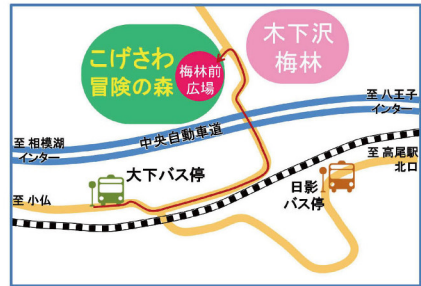 こげさわ
冒険の森
梅林前
広場
木下沢
梅林
至 八王子
インター
至 相模湖
インター
中央自動車道
至 高尾駅
北口
大下バス停
日影
バス停
至 小仏